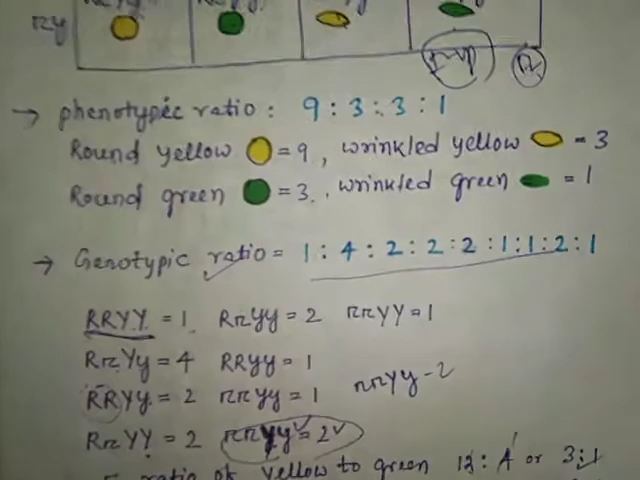 ry
→ phenotypic ratio: 9 : 3 : 3 : 1
Round yellow = 9, wrinkled yellow = 3
Round green = 3, wrinkled green = 1
→ Genotypic ratio = 1 : 4 : 2 : 2 : 2 : 1 : 1 : 2 : 1
RRYY = 1 Rryy = 2 rrYY = 1
RrYy = 4 RRyy = 1
rrYy - 2
RRYy = 2 rryy = 1
RrYY = 2 = 2
ratio of yellow to green 12 : 4 or 3:1